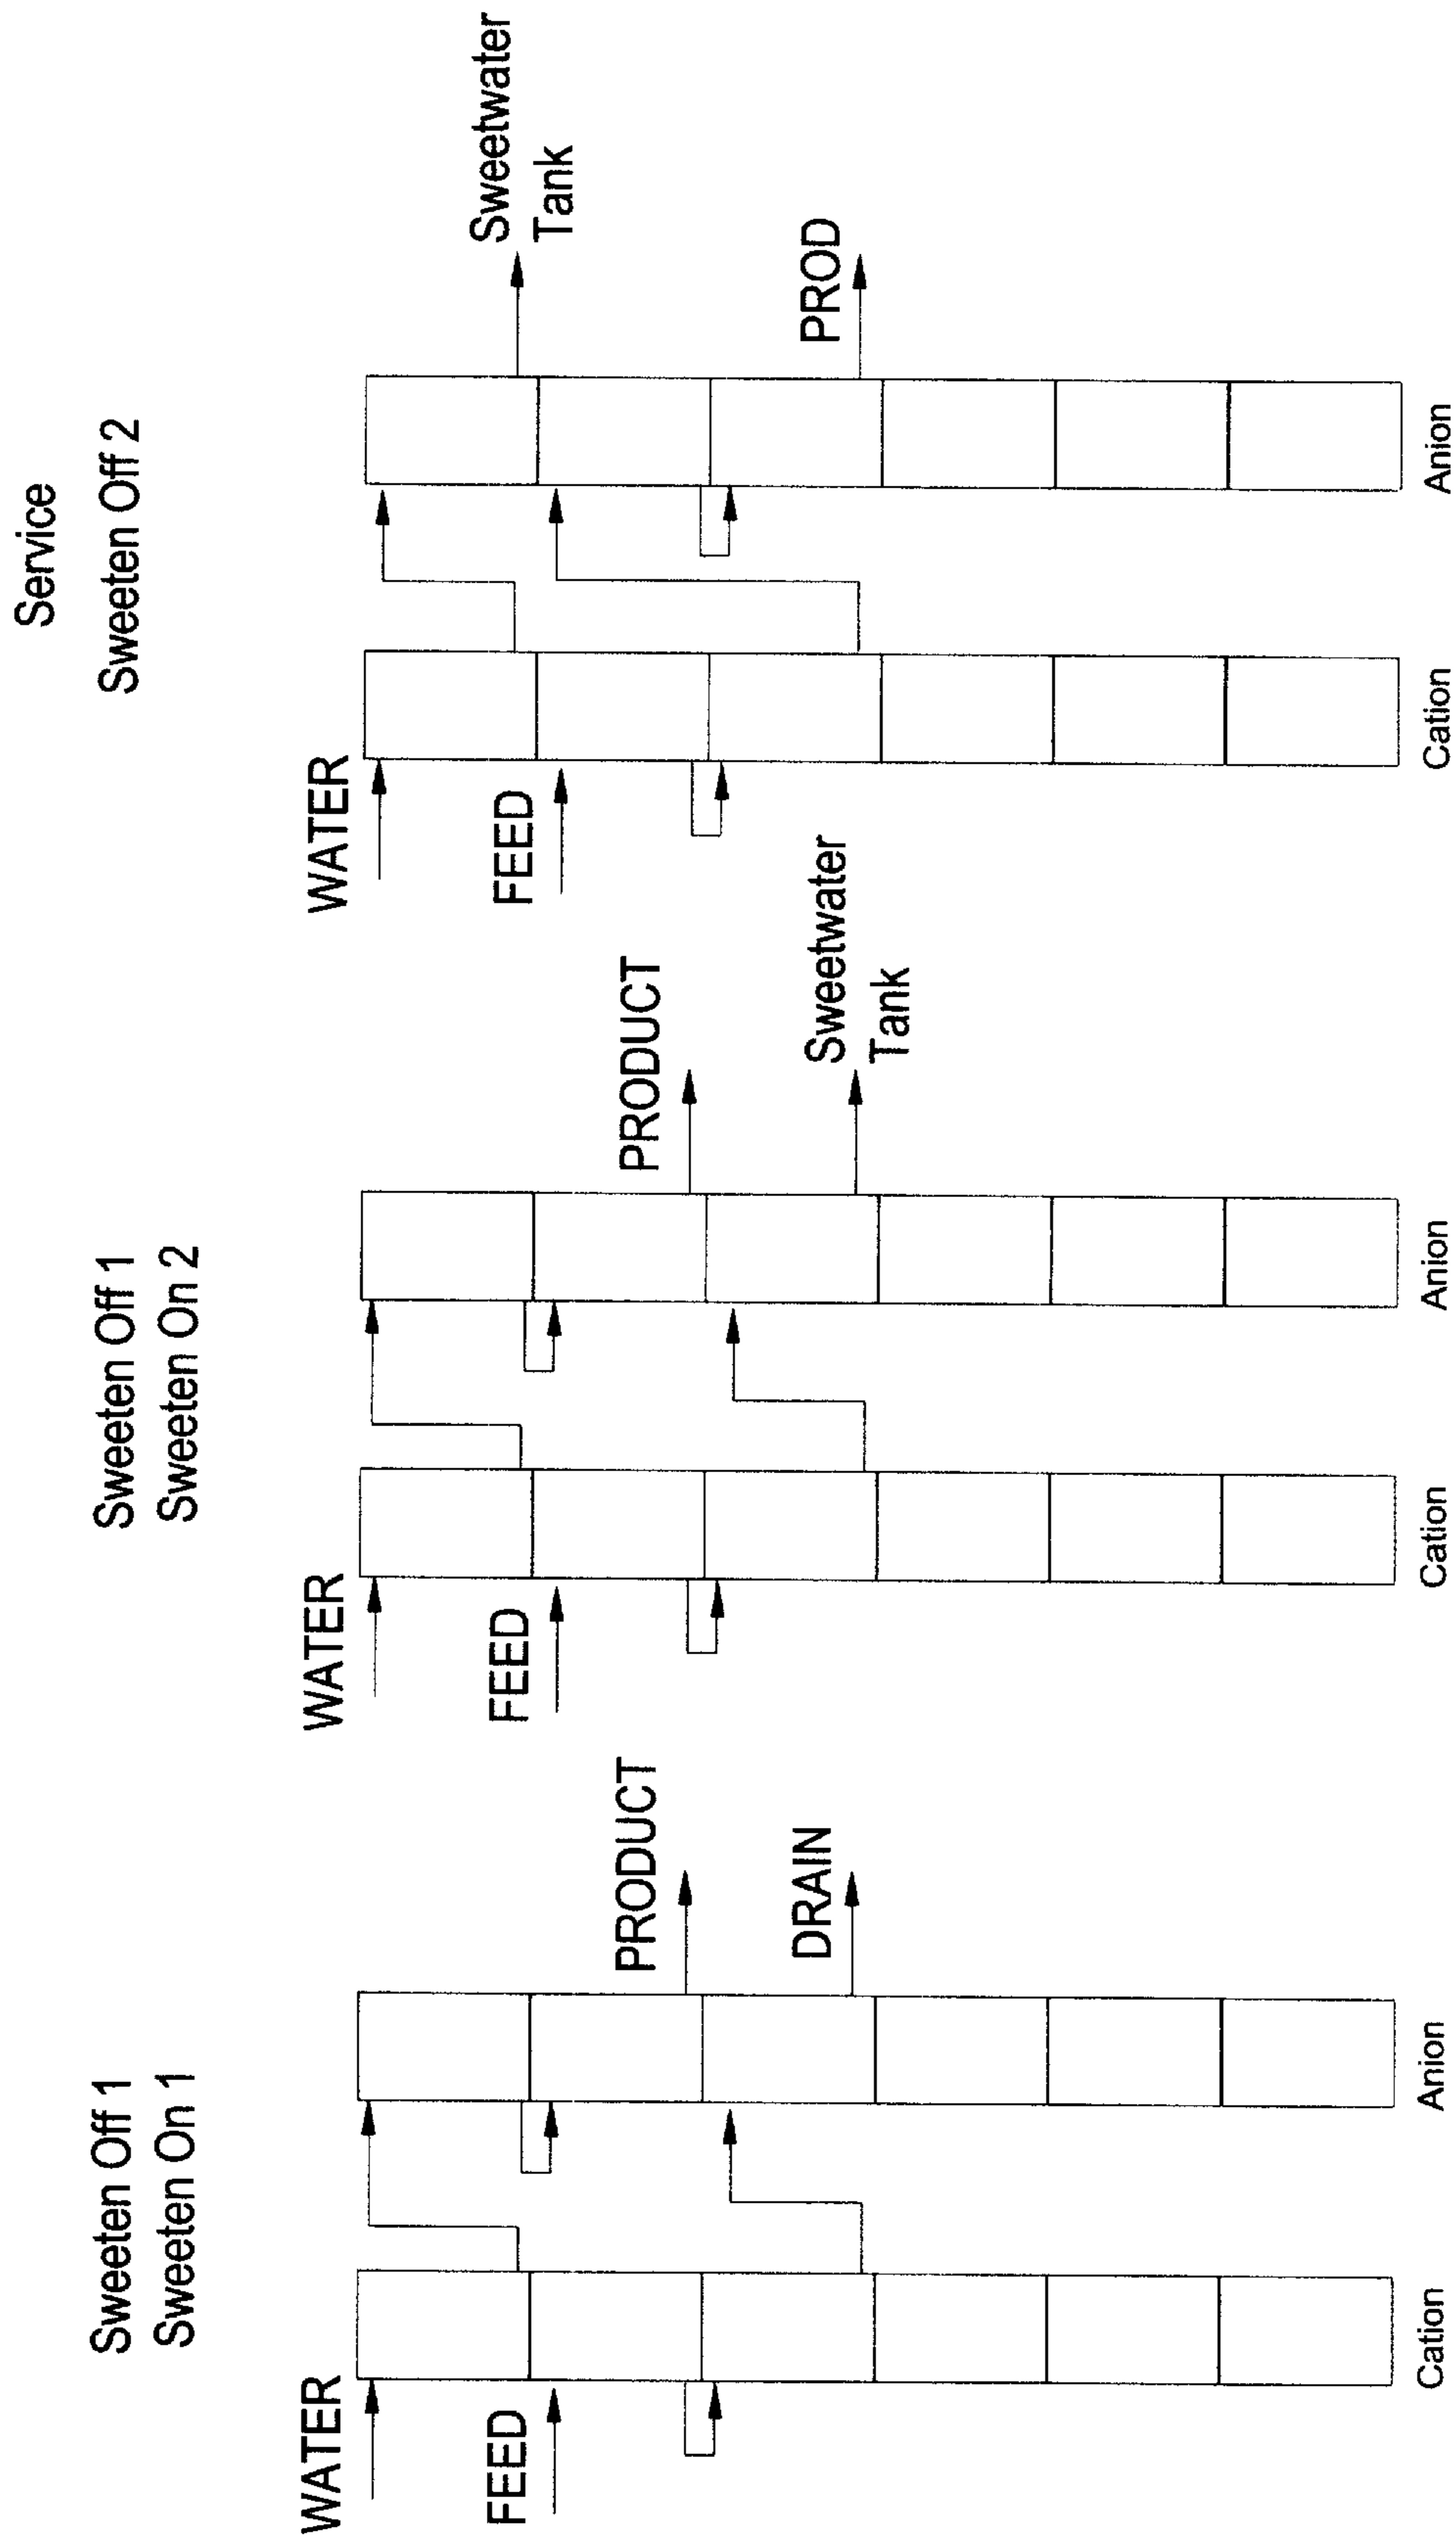 Sweeten Off 1
Sweeten On 1
WATER
FEED
PRODUCT
DRAIN
Cation
Anion
Sweeten Off 1
Sweeten On 2
WATER
FEED
PRODUCT
Sweetwater
Tank
Cation
Anion
Service
Sweeten Off 2
WATER
FEED
Sweetwater
Tank
PROD
Cation
Anion